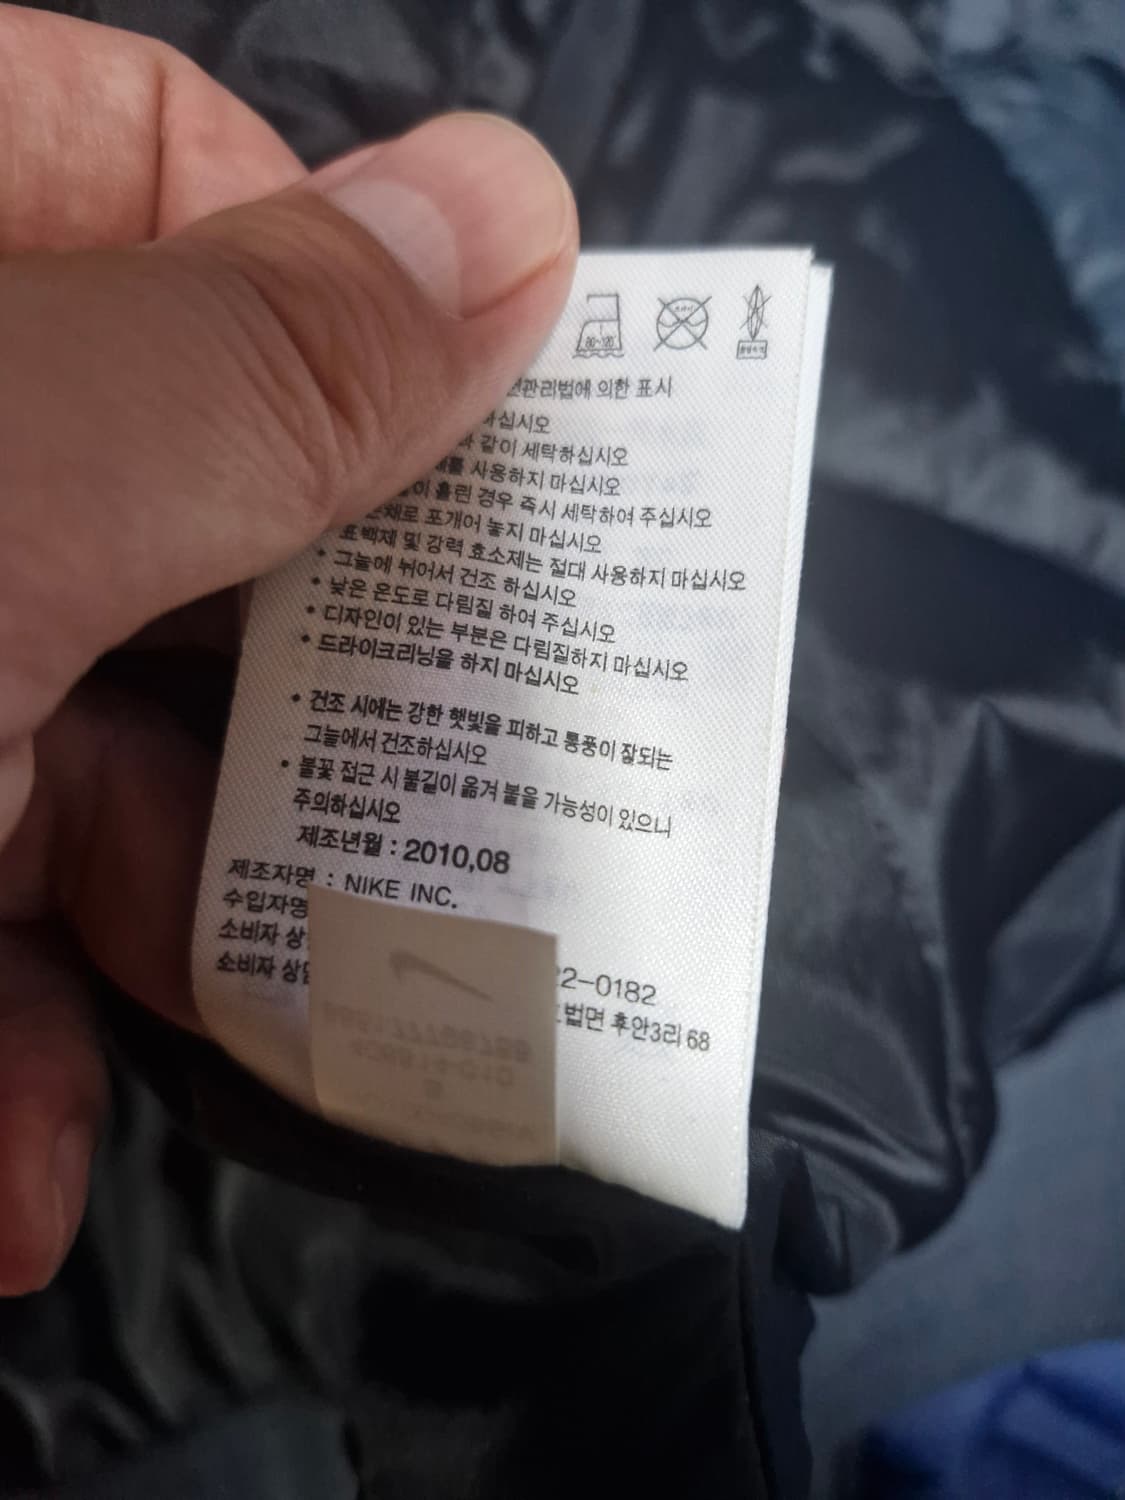 80~120
관리법에 의한 표시
십시오
같이 세탁하십시오
사용하지 마십시오
흘린 경우 즉시 세탁하여 주십시오
포개어 놓지 마십시오
표백제 및 강력 효소제는 절대 사용하지 마십시오
• 그늘에 뉘어서 건조 하십시오
• 낮은 온도로 다림질 하여 주십시오
• 디자인이 있는 부분은 다림질하지 마십시오
• 드라이크리닝을 하지 마십시오
• 건조 시에는 강한 햇빛을 피하고 통풍이 잘되는
그늘에서 건조하십시오
• 불꽃 접근 시 불길이 옮겨 붙을 가능성이 있으니
주의하십시오
제조년월 : 2010,08
제조자명 : NIKE INC.
수입자명
소비자 상
22-0182
소비자 상담
법면 후안3리 68